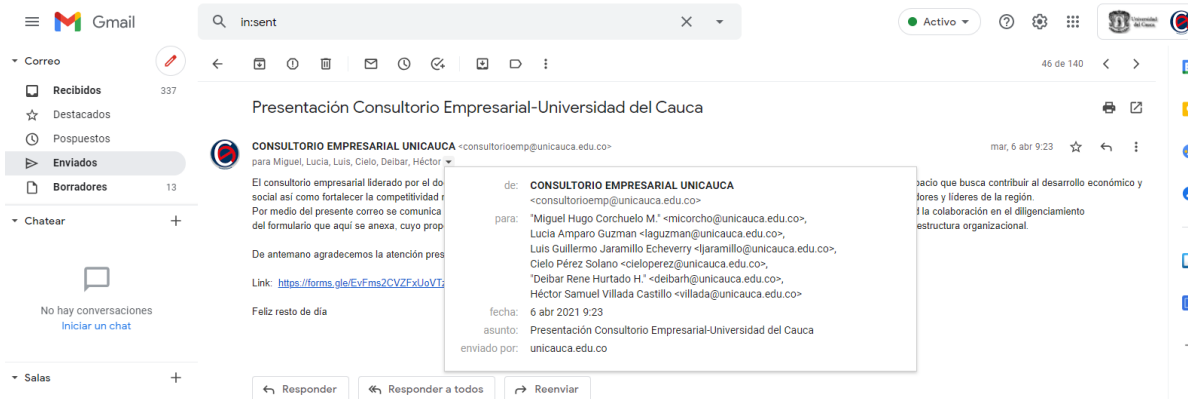 Gmail
in:sent
Activo
Universidad
del Cauca
Correo
46 de 140
Recibidos 337
Destacados
Pospuestos
Enviados
Borradores 13
Chatear
No hay conversaciones
Iniciar un chat
Salas
Presentación Consultorio Empresarial-Universidad del Cauca
CONSULTORIO EMPRESARIAL UNICAUCA <consultorioemp@unicauca.edu.co>
mar, 6 abr 9:23
para Miguel, Lucia, Luis, Cielo, Deibar, Héctor
El consultorio empresarial liderado por el do pacio que busca contribuir al desarrollo económico y
social así como fortalecer la competitividad r dores y líderes de la región.
Por medio del presente correo se comunica d la colaboración en el diligenciamiento
del formulario que aquí se anexa, cuyo prop estructura organizacional.
De antemano agradecemos la atención pres
Link: https://forms.gle/EvFms2CVZFxUoVTz
Feliz resto de día
de: CONSULTORIO EMPRESARIAL UNICAUCA
<consultorioemp@unicauca.edu.co>
para: "Miguel Hugo Corchuelo M." <micorcho@unicauca.edu.co>,
Lucia Amparo Guzman <laguzman@unicauca.edu.co>,
Luis Guillermo Jaramillo Echeverry <ljaramillo@unicauca.edu.co>,
Cielo Pérez Solano <cieloperez@unicauca.edu.co>,
"Deibar Rene Hurtado H." <deibarh@unicauca.edu.co>,
Héctor Samuel Villada Castillo <villada@unicauca.edu.co>
fecha: 6 abr 2021 9:23
asunto: Presentación Consultorio Empresarial-Universidad del Cauca
enviado por: unicauca.edu.co
Responder
Responder a todos
Reenviar